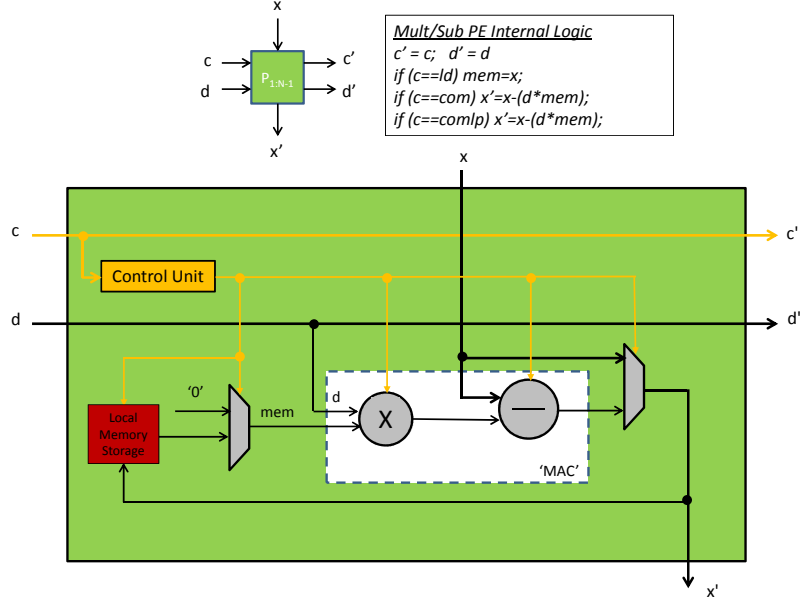 x
Mult/Sub PE Internal Logic
c' = c; d' = d
if (c==ld) mem=x;
if (c==com) x'=x-(d*mem);
if (c==comlp) x'=x-(d*mem);
c
P1:N-1
c'
d
d'
x'
x
c
c'
Control Unit
d
d'
'0'
mem
d
Local
Memory
Storage
X
—
'MAC'
x'